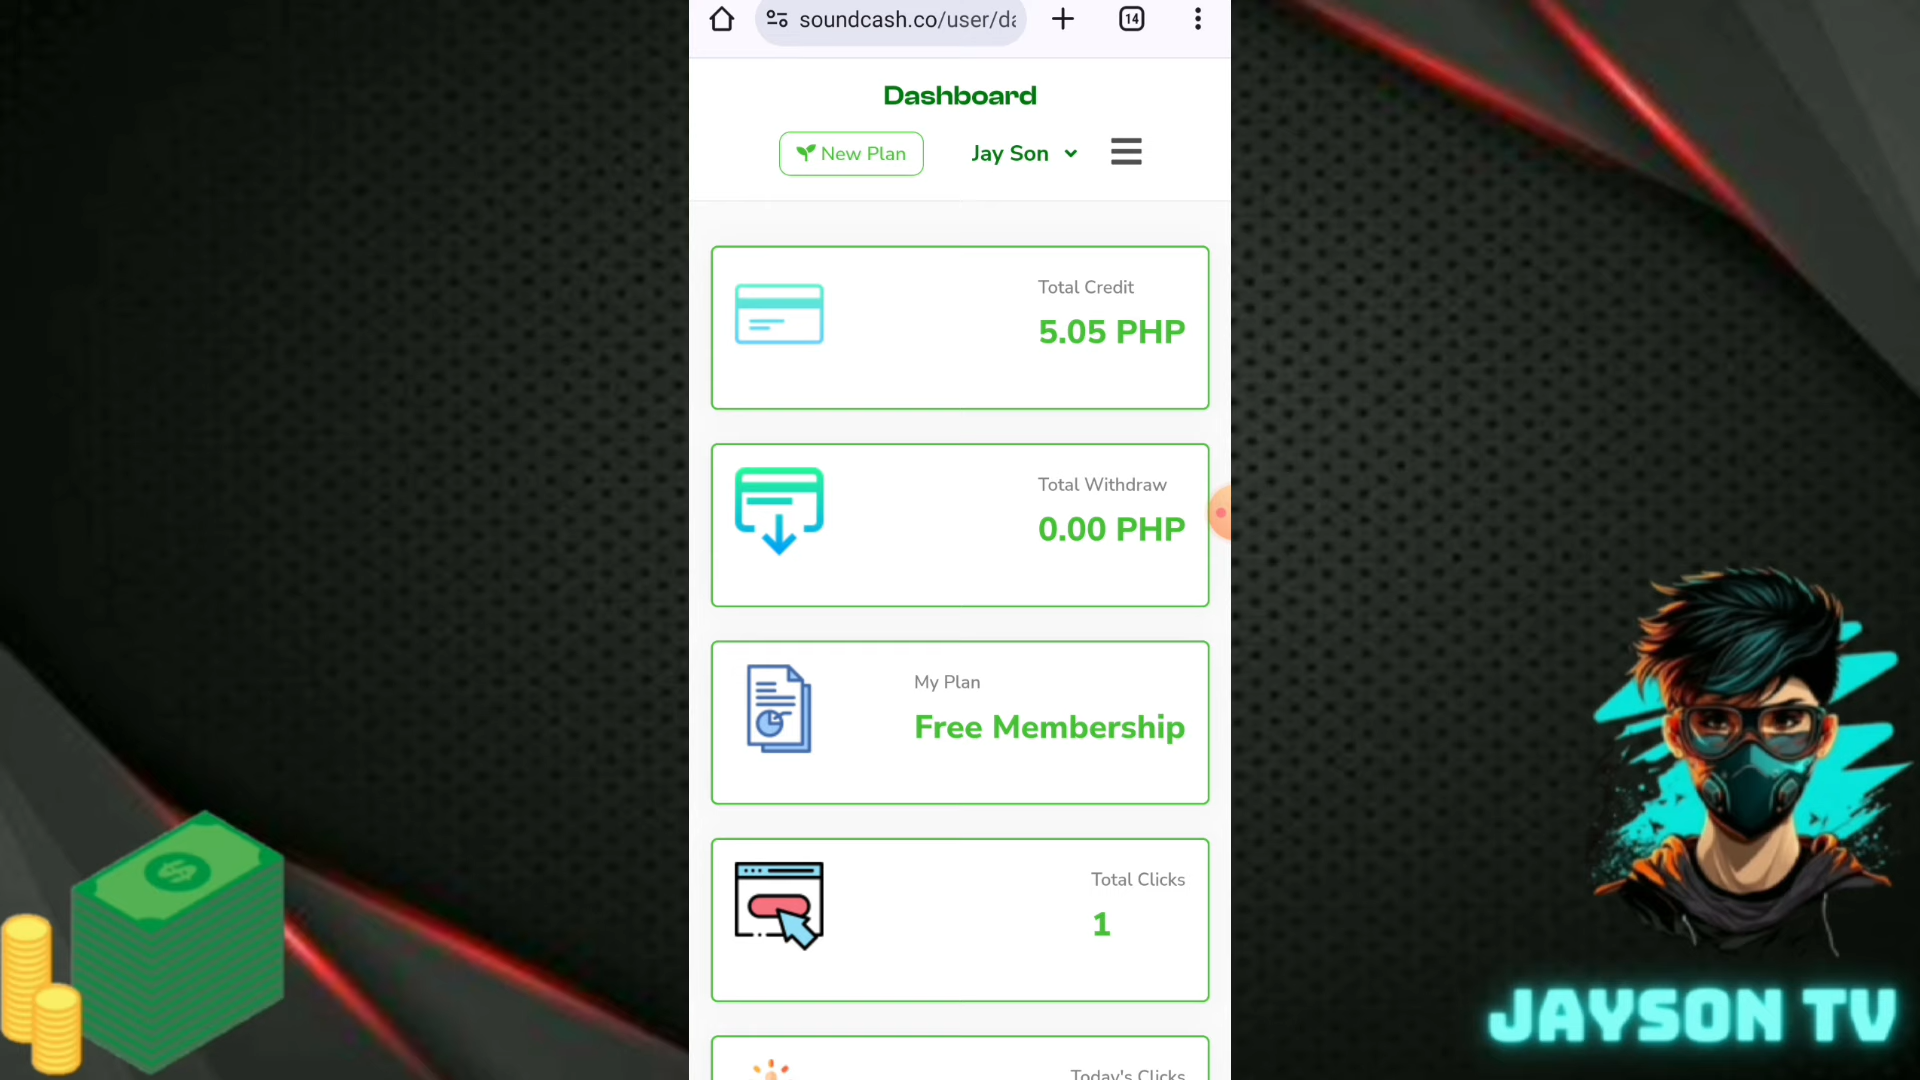 soundcash.co/user/da
14
Dashboard
New Plan
Jay Son
Total Credit
5.05 PHP
Total Withdraw
0.00 PHP
My Plan
Free Membership
Total Clicks
1
Today's Clicks
$
JAYSON TV